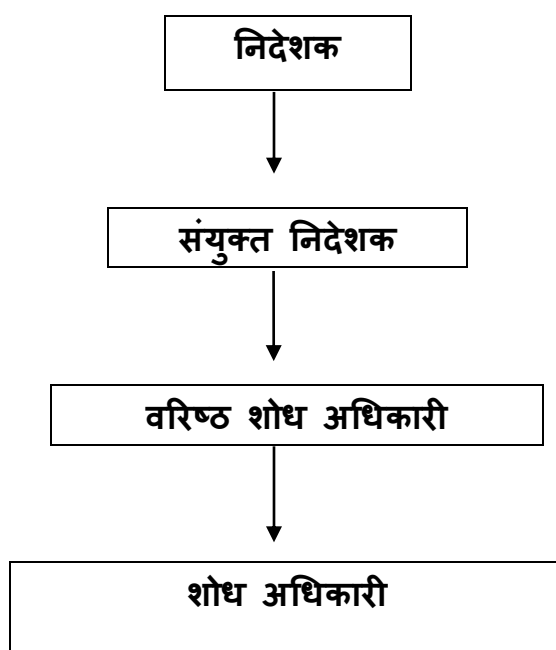 निदेशक
संयुक्त निदेशक
वरिष्ठ शोध अधिकारी
शोध अधिकारी